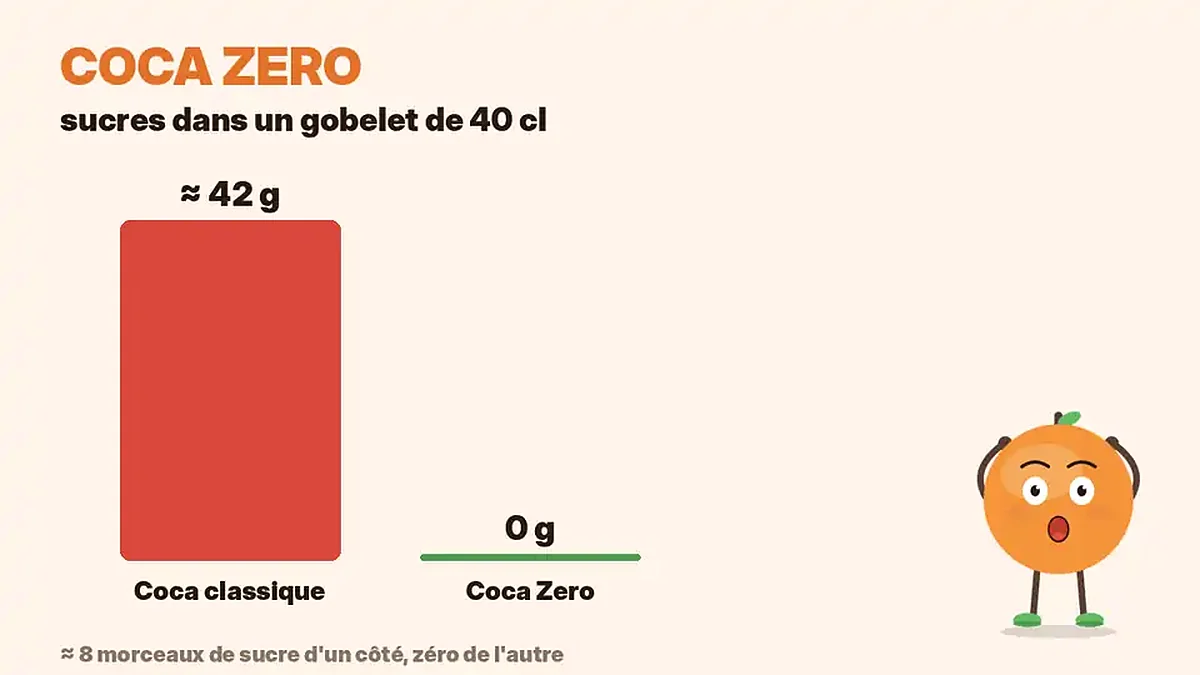 COCA ZERO
sucres dans un gobelet de 40 cl
≈ 42 g
0 g
Coca classique
Coca Zero
≈ 8 morceaux de sucre d'un côté, zéro de l'autre